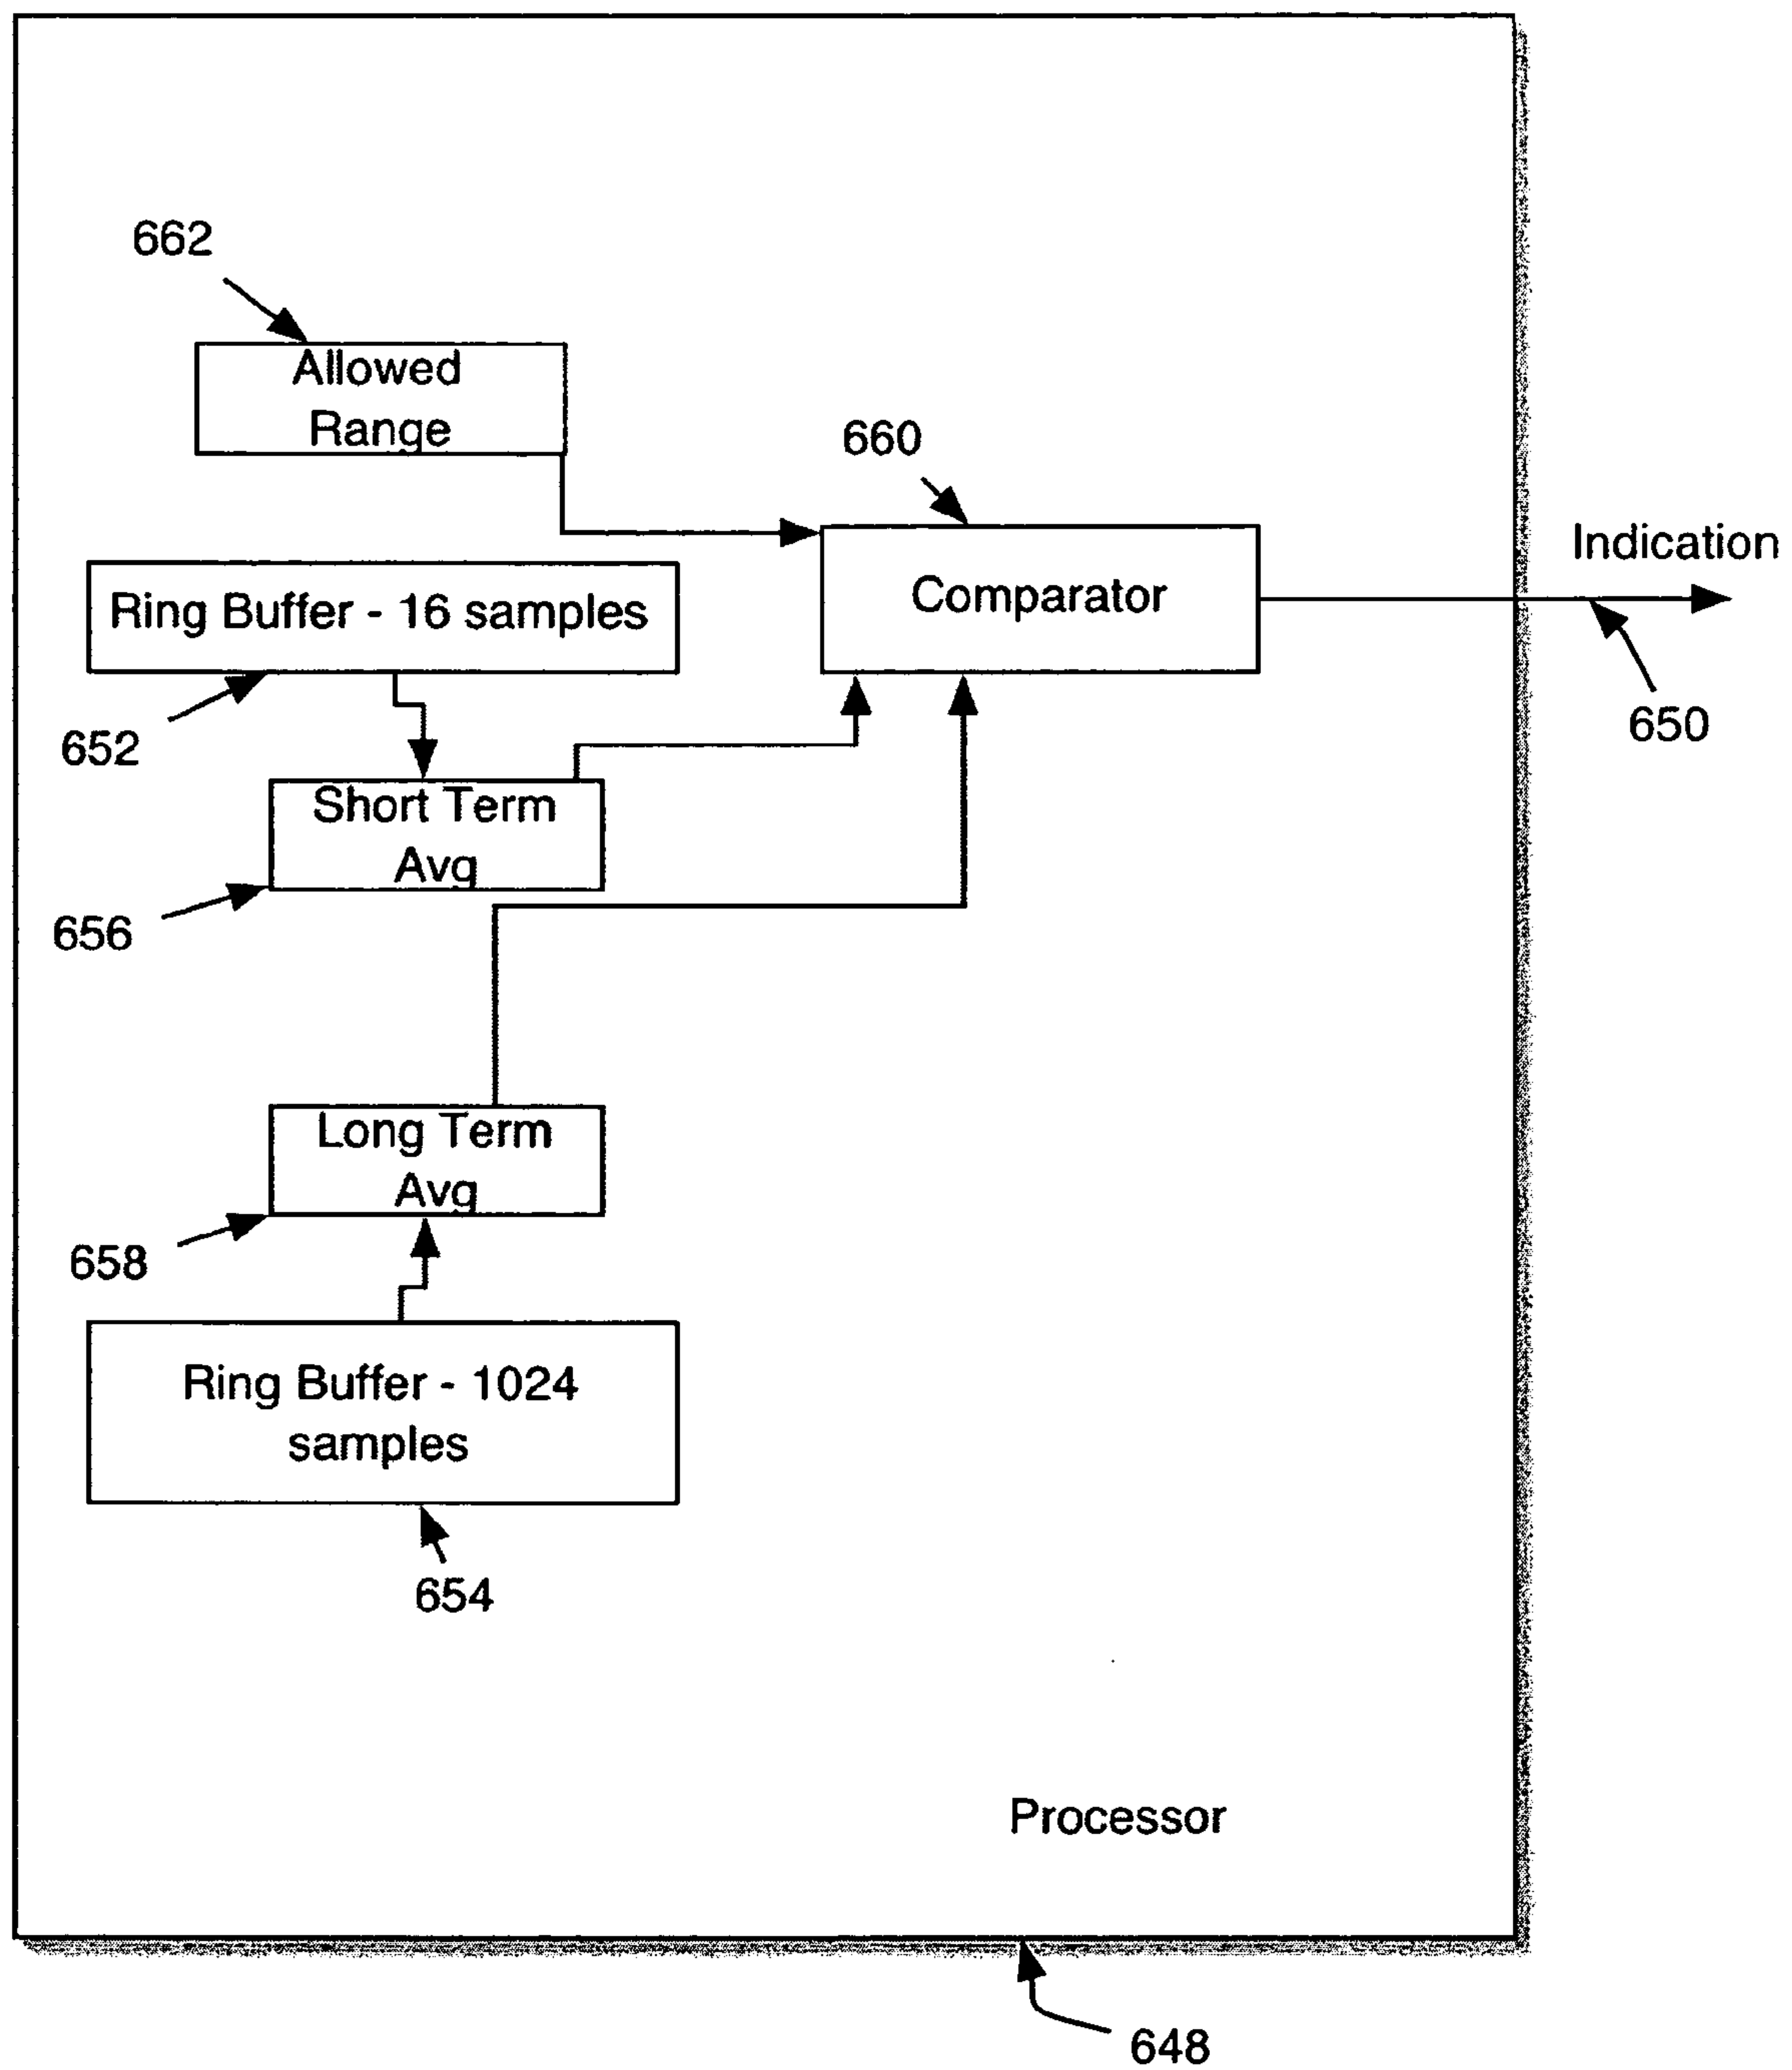 662
Allowed
Range
660
Indication
Comparator
Ring Buffer - 16 samples
650
652
Short Term
Avg
656
Long Term
Avg
658
Ring Buffer - 1024
samples
654
Processor
648